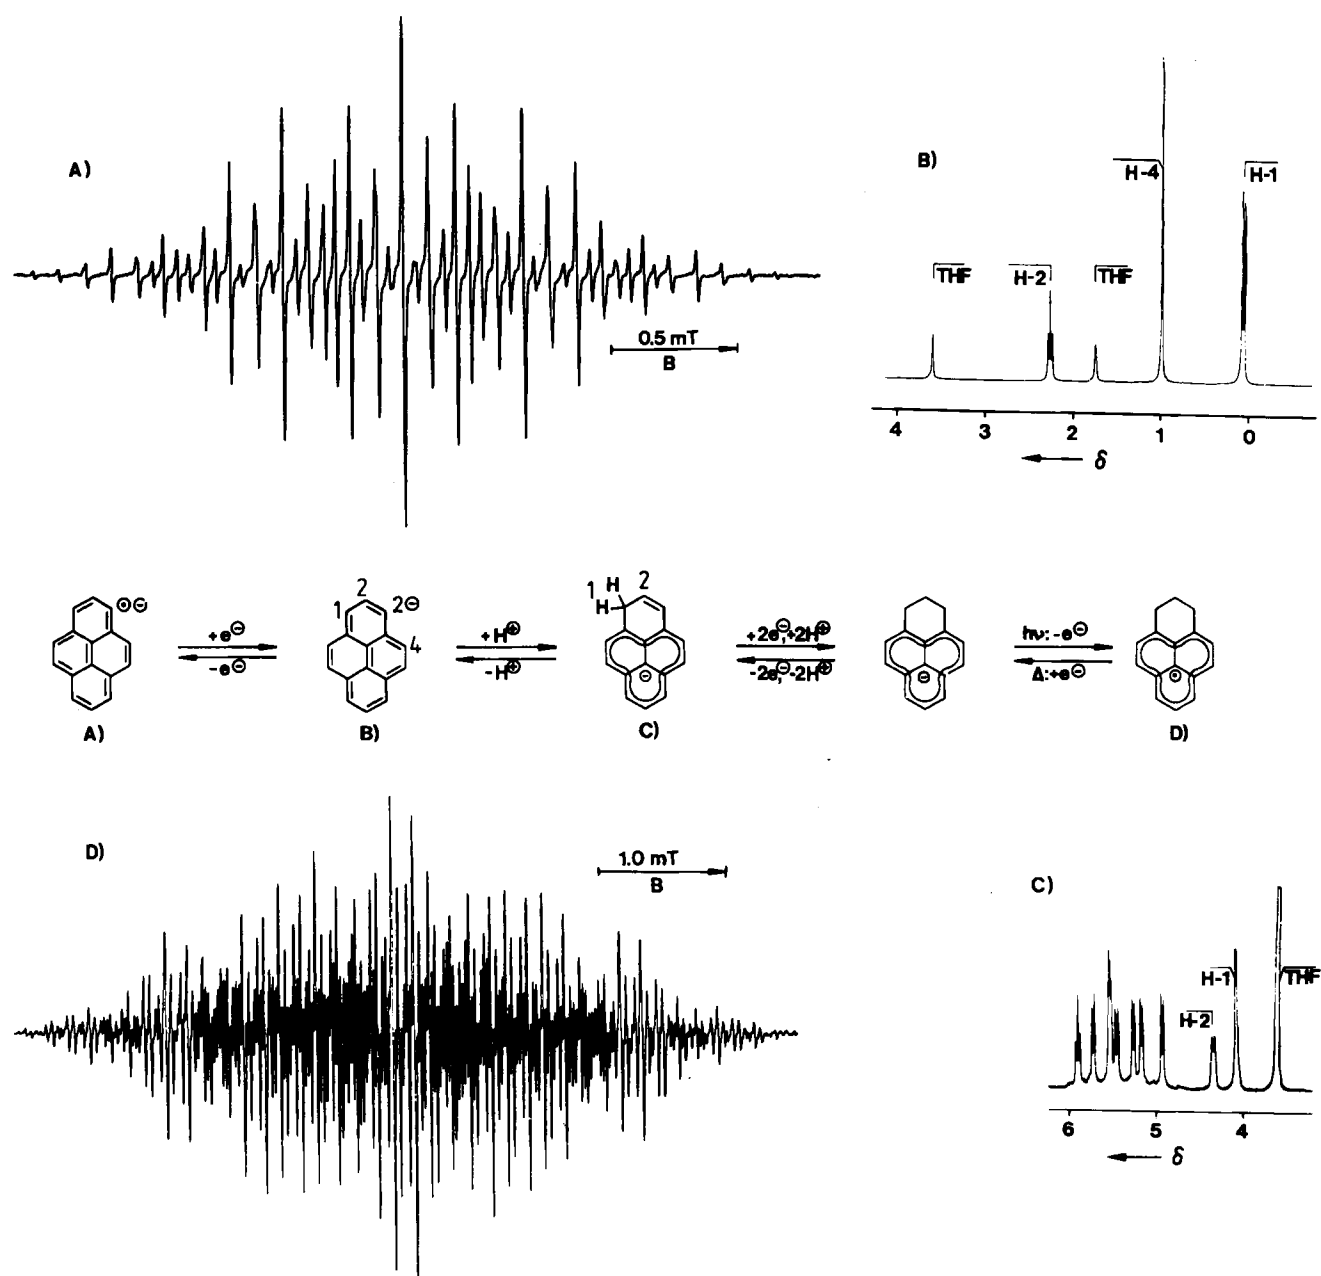 A)
0.5 mT
B
B)
H-4
H-1
THF
H-2
THF
4 3 2 1 0
δ
⊙⊖
+e⊖
-e⊖
1 2 2⊖ 4
+H⊕
-H⊕
1 H 2
H
⊖
+2e⊖,+2H⊕
-2e⊖,-2H⊕
⊖
hν:-e⊖
Δ:+e⊖
⊙
A)
B)
C)
D)
D)
1.0 mT
B
C)
H-1
THF
H-2
6 5 4
δ